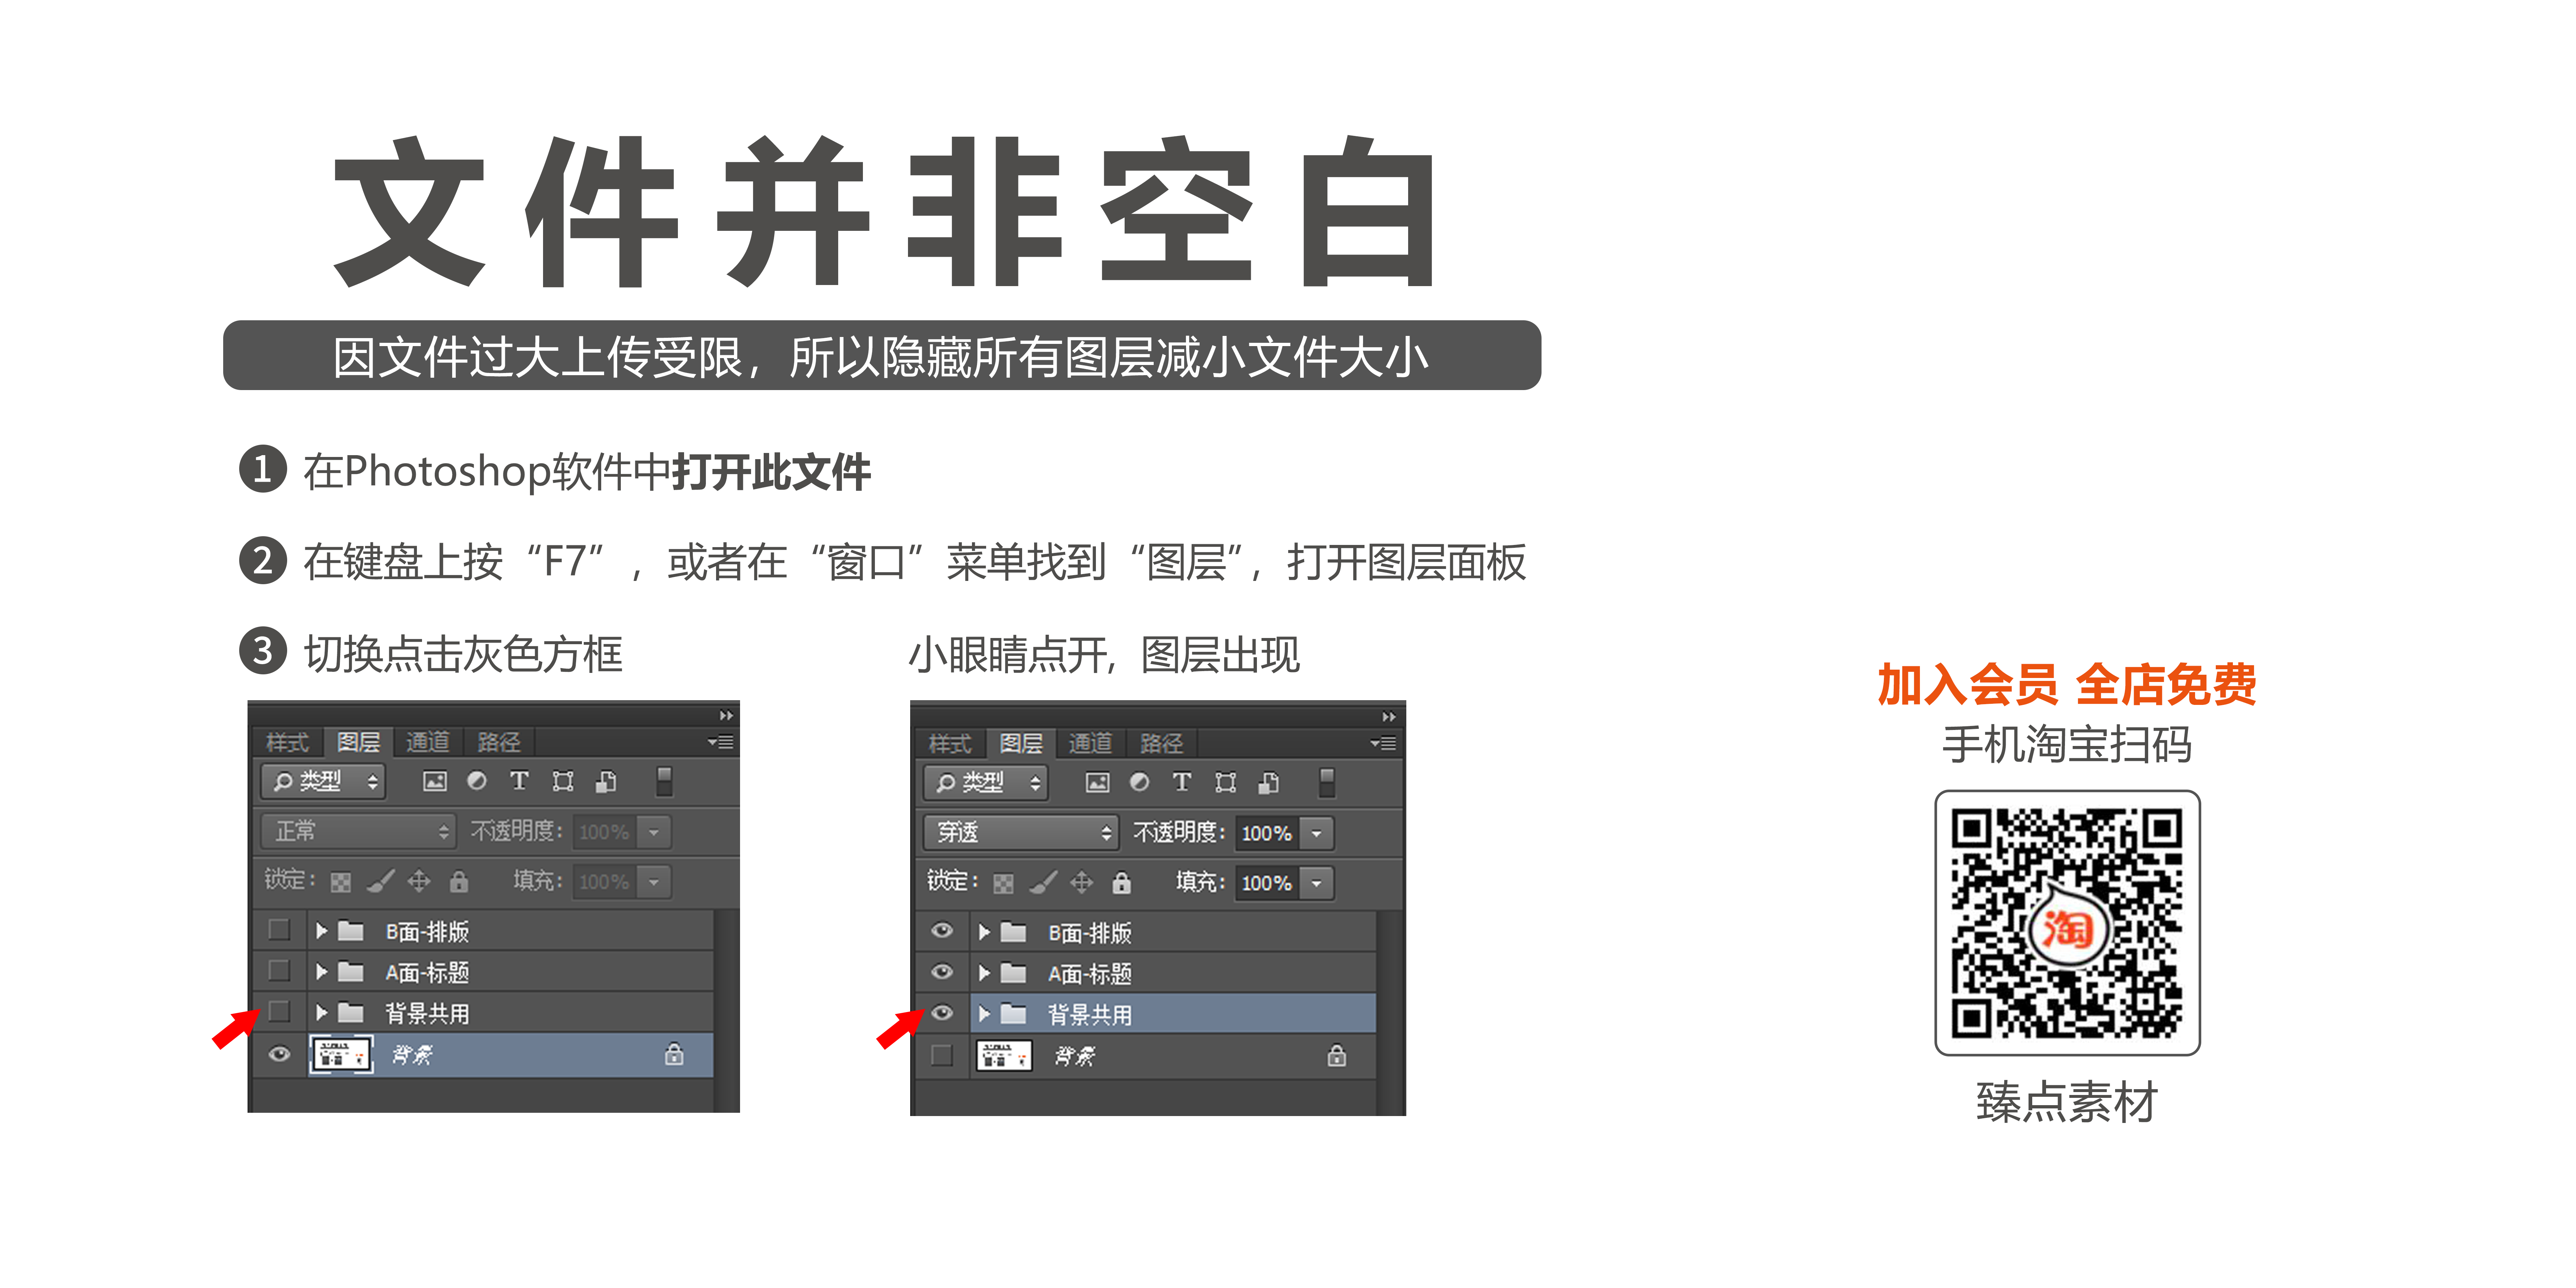 文件并非空白
因文件过大上传受限，所以隐藏所有图层减小文件大小
1 在Photoshop软件中打开此文件
2 在键盘上按“F7”，或者在“窗口”菜单找到“图层”，打开图层面板
3 切换点击灰色方框
小眼睛点开，图层出现
样式 图层 通道 路径
类型
正常 不透明度：100%
锁定： 填充：100%
B面-排版
A面-标题
背景共用
背景
样式 图层 通道 路径
类型
穿透 不透明度：100%
锁定： 填充：100%
B面-排版
A面-标题
背景共用
背景
加入会员 全店免费
手机淘宝扫码
淘
臻点素材